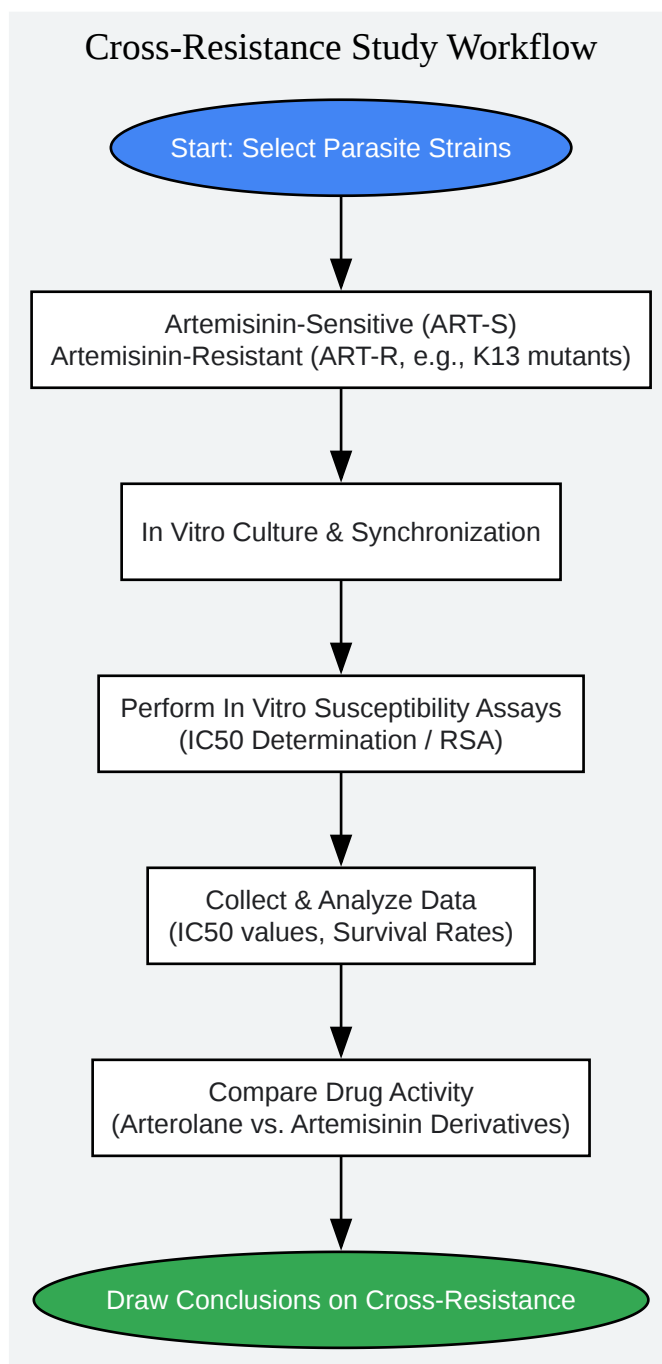 Cross-Resistance Study Workflow
Start: Select Parasite Strains
Artemisinin-Sensitive (ART-S)
Artemisinin-Resistant (ART-R, e.g., K13 mutants)
In Vitro Culture & Synchronization
Perform In Vitro Susceptibility Assays
(IC50 Determination / RSA)
Collect & Analyze Data
(IC50 values, Survival Rates)
Compare Drug Activity
(Arterolane vs. Artemisinin Derivatives)
Draw Conclusions on Cross-Resistance